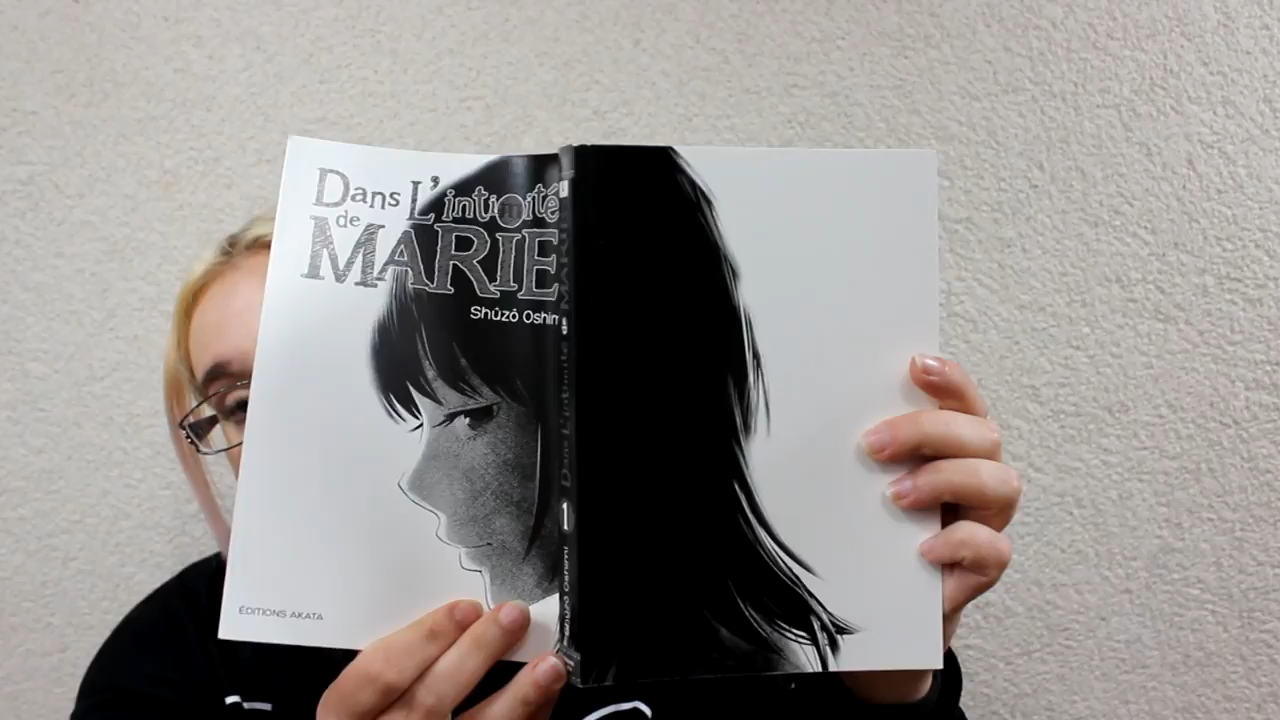 Dans L'intimité
de
MARIE
Shûzô Oshim
ÉDITIONS AKATA
Shûzô Oshimi 1 Dans L'intimité de MARIE